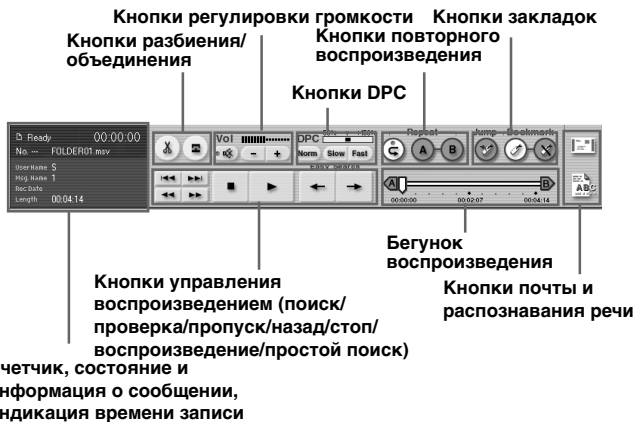 Кнопки регулировки громкости
Кнопки закладок
Кнопки разбиения/
объединения
Кнопки повторного
воспроизведения
Кнопки DPC
Ready 00:00:00
No. --- FOLDER01.msv
User Name S
Msg. Name 1
Rec Date
Length 00:04:14
Vol
DPC
Norm Slow Fast
Repeat
A B
Jump Bookmark
Easy Search
A B
00:00:00 00:02:07 00:04:14
ABC
Бегунок
воспроизведения
Кнопки почты и
распознавания речи
Кнопки управления
воспроизведением (поиск/
проверка/пропуск/назад/стоп/
воспроизведение/простой поиск)
четчик, состояние и
нформация о сообщении,
ндикация времени записи